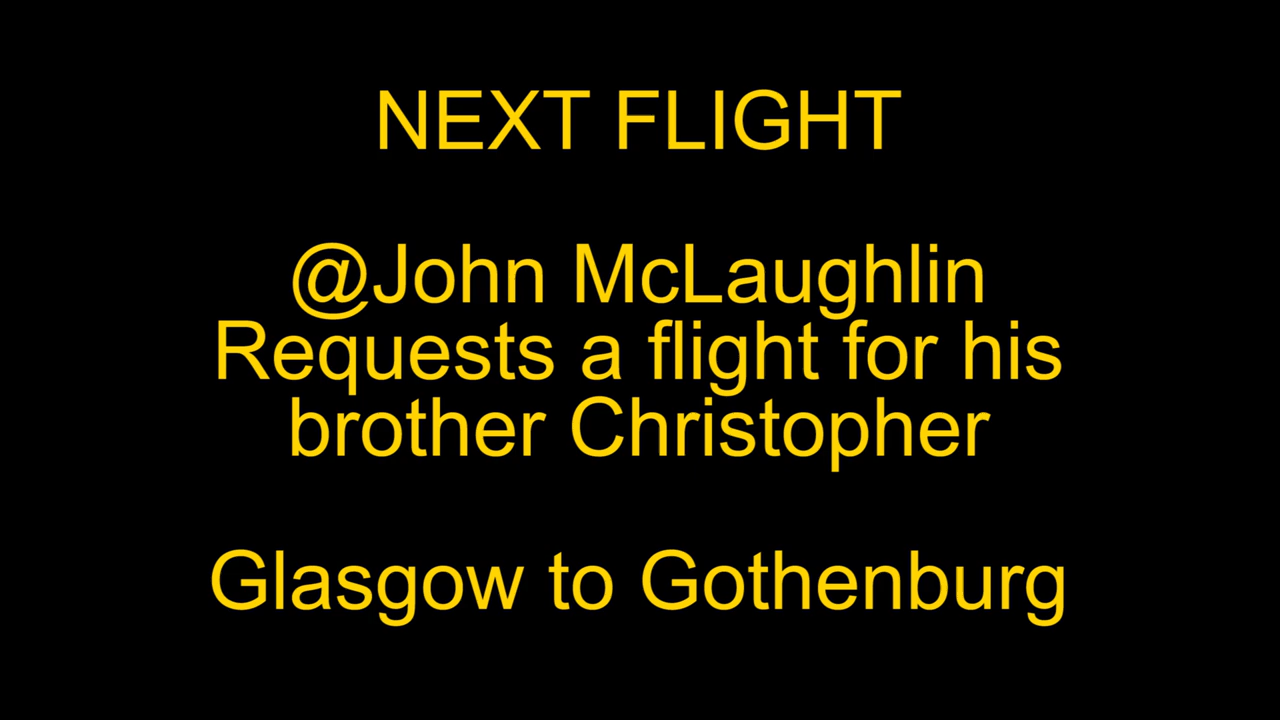 NEXT FLIGHT
@John McLaughlin
Requests a flight for his
brother Christopher
Glasgow to Gothenburg